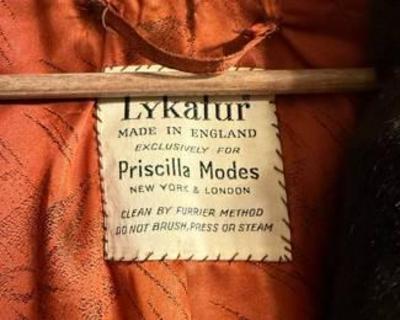 Lykafur
MADE IN ENGLAND
EXCLUSIVELY FOR
Priscilla Modes
NEW YORK & LONDON
CLEAN BY FURRIER METHOD
DO NOT BRUSH, PRESS OR STEAM